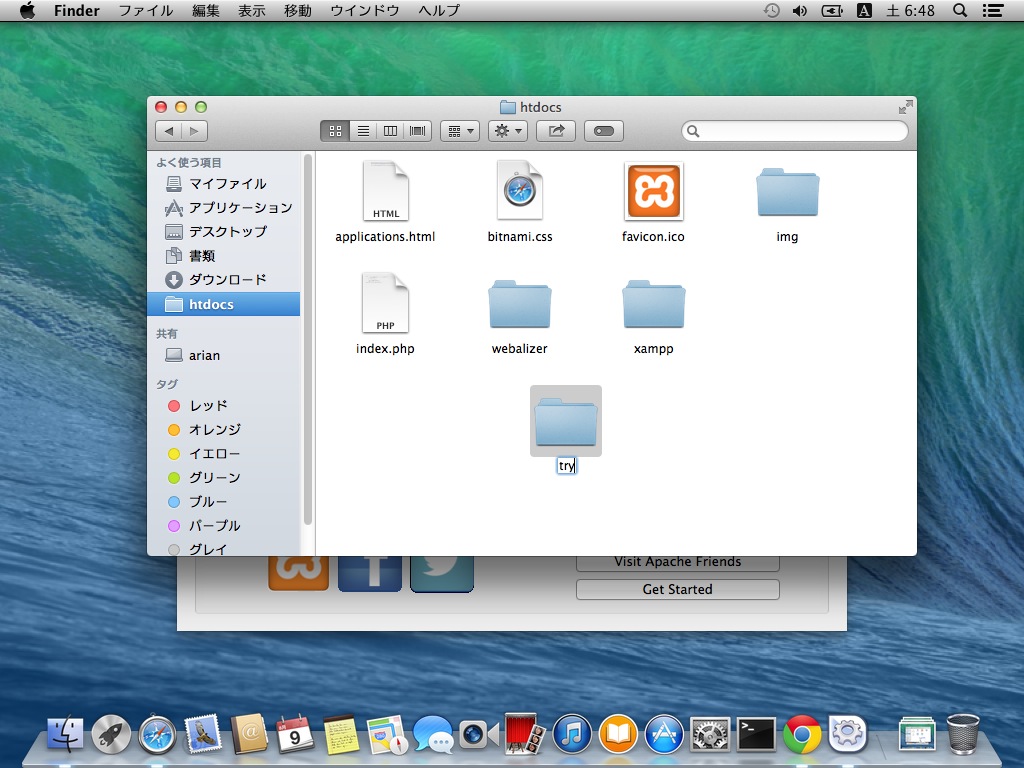 Finder ファイル 編集 表示 移動 ウインドウ ヘルプ A 土 6:48
htdocs
よく使う項目
マイファイル
アプリケーション
デスクトップ
書類
ダウンロード
htdocs
共有
arian
タグ
レッド
オレンジ
イエロー
グリーン
ブルー
パープル
グレイ
HTML
applications.html
bitnami.css
favicon.ico
img
PHP
index.php
webalizer
xampp
try
Visit Apache Friends
Get Started
9